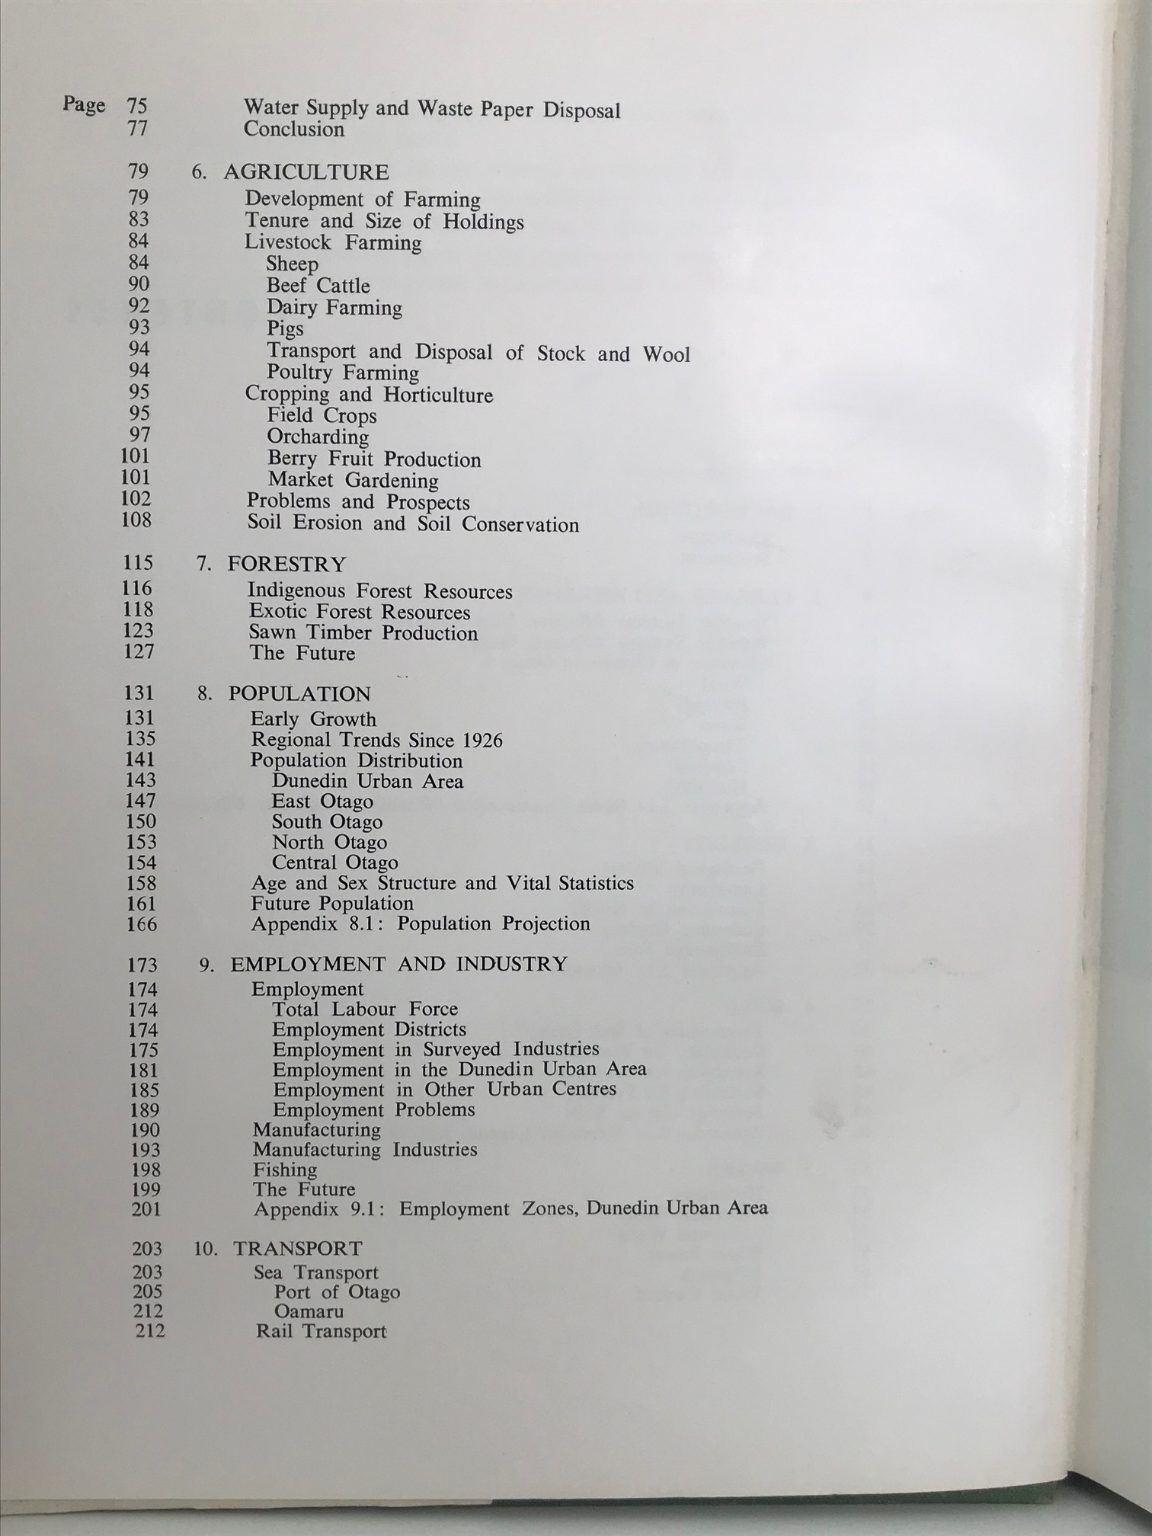 Page 75 Water Supply and Waste Paper Disposal
77 Conclusion
79 6. AGRICULTURE
79 Development of Farming
83 Tenure and Size of Holdings
84 Livestock Farming
84 Sheep
90 Beef Cattle
92 Dairy Farming
93 Pigs
94 Transport and Disposal of Stock and Wool
94 Poultry Farming
95 Cropping and Horticulture
95 Field Crops
97 Orcharding
101 Berry Fruit Production
101 Market Gardening
102 Problems and Prospects
108 Soil Erosion and Soil Conservation
115 7. FORESTRY
116 Indigenous Forest Resources
118 Exotic Forest Resources
123 Sawn Timber Production
127 The Future
131 8. POPULATION
131 Early Growth
135 Regional Trends Since 1926
141 Population Distribution
143 Dunedin Urban Area
147 East Otago
150 South Otago
153 North Otago
154 Central Otago
158 Age and Sex Structure and Vital Statistics
161 Future Population
166 Appendix 8.1: Population Projection
173 9. EMPLOYMENT AND INDUSTRY
174 Employment
174 Total Labour Force
174 Employment Districts
175 Employment in Surveyed Industries
181 Employment in the Dunedin Urban Area
185 Employment in Other Urban Centres
189 Employment Problems
190 Manufacturing
193 Manufacturing Industries
198 Fishing
199 The Future
201 Appendix 9.1: Employment Zones, Dunedin Urban Area
203 10. TRANSPORT
203 Sea Transport
205 Port of Otago
212 Oamaru
212 Rail Transport